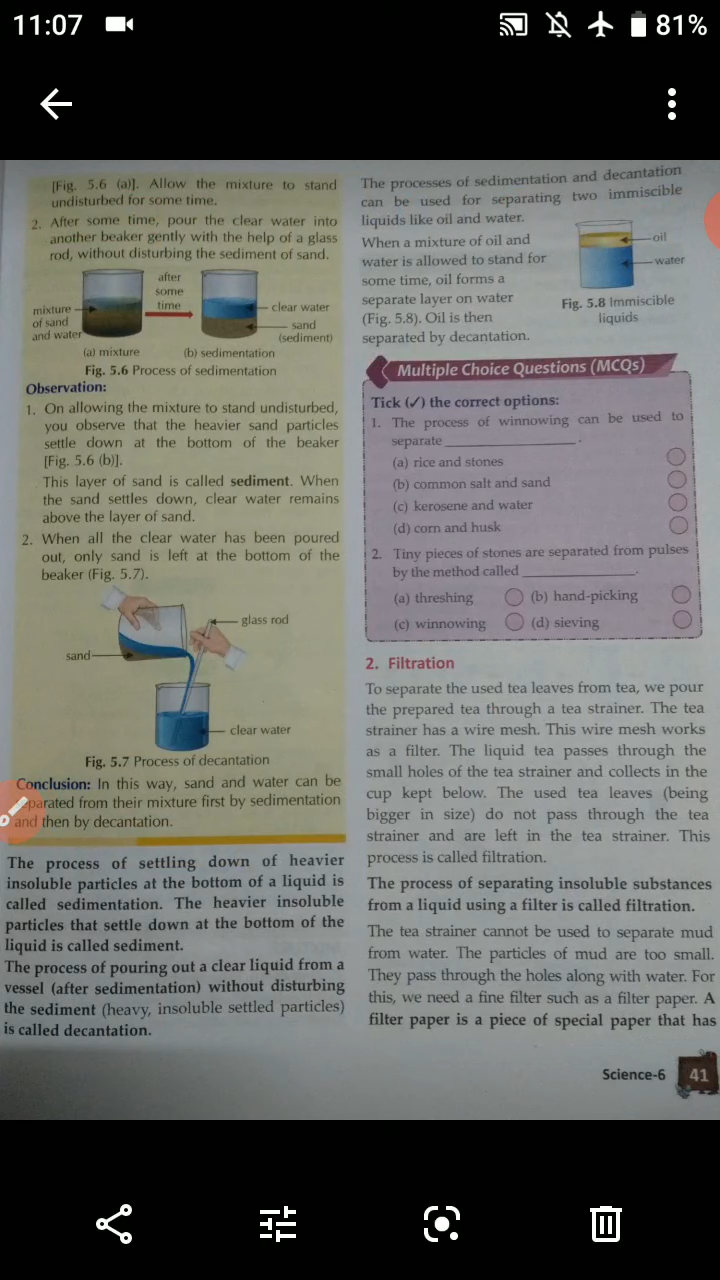 11:07
81%
[Fig. 5.6 (a)]. Allow the mixture to stand
undisturbed for some time.
2. After some time, pour the clear water into
another beaker gently with the help of a glass
rod, without disturbing the sediment of sand.
after
some
time
mixture
of sand
and water
clear water
sand
(sediment)
(a) mixture
(b) sedimentation
Fig. 5.6 Process of sedimentation
Observation:
1. On allowing the mixture to stand undisturbed,
you observe that the heavier sand particles
settle down at the bottom of the beaker
[Fig. 5.6 (b)].
This layer of sand is called sediment. When
the sand settles down, clear water remains
above the layer of sand.
2. When all the clear water has been poured
out, only sand is left at the bottom of the
beaker (Fig. 5.7).
glass rod
sand
clear water
Fig. 5.7 Process of decantation
Conclusion: In this way, sand and water can be
parated from their mixture first by sedimentation
and then by decantation.
The process of settling down of heavier
insoluble particles at the bottom of a liquid is
called sedimentation. The heavier insoluble
particles that settle down at the bottom of the
liquid is called sediment.
The process of pouring out a clear liquid from a
vessel (after sedimentation) without disturbing
the sediment (heavy, insoluble settled particles)
is called decantation.
The processes of sedimentation and decantation
can be used for separating two immiscible
liquids like oil and water.
When a mixture of oil and
water is allowed to stand for
some time, oil forms a
separate layer on water
(Fig. 5.8). Oil is then
separated by decantation.
oil
water
Fig. 5.8 Immiscible
liquids
Multiple Choice Questions (MCQs)
Tick (✓) the correct options:
1. The process of winnowing can be used to
separate ____________.
(a) rice and stones
(b) common salt and sand
(c) kerosene and water
(d) corn and husk
2. Tiny pieces of stones are separated from pulses
by the method called ____________.
(a) threshing (b) hand-picking
(c) winnowing (d) sieving
2. Filtration
To separate the used tea leaves from tea, we pour
the prepared tea through a tea strainer. The tea
strainer has a wire mesh. This wire mesh works
as a filter. The liquid tea passes through the
small holes of the tea strainer and collects in the
cup kept below. The used tea leaves (being
bigger in size) do not pass through the tea
strainer and are left in the tea strainer. This
process is called filtration.
The process of separating insoluble substances
from a liquid using a filter is called filtration.
The tea strainer cannot be used to separate mud
from water. The particles of mud are too small.
They pass through the holes along with water. For
this, we need a fine filter such as a filter paper. A
filter paper is a piece of special paper that has
Science-6 41